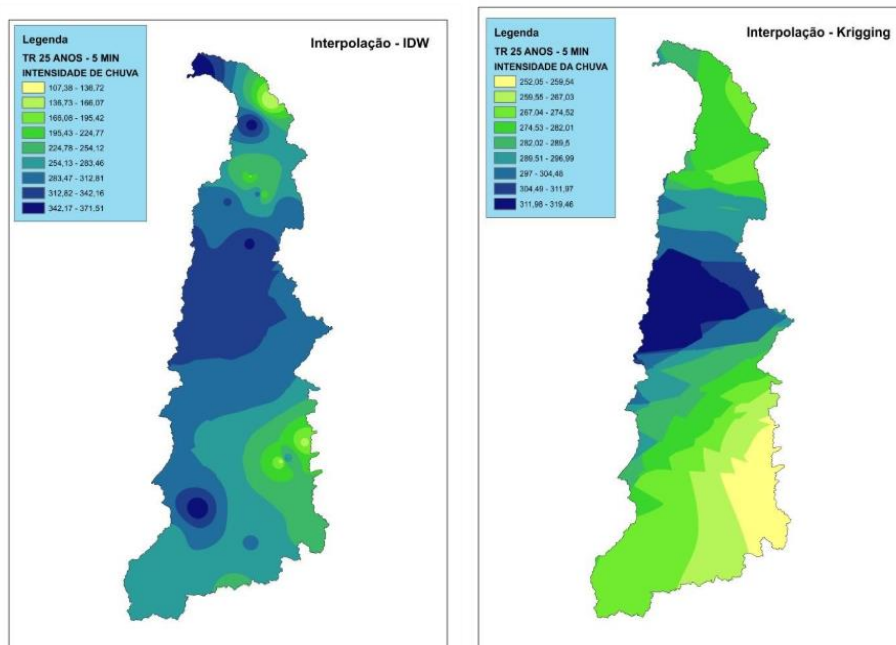 Legenda
TR 25 ANOS - 5 MIN
INTENSIDADE DE CHUVA
107,38 - 136,72
136,73 - 166,07
166,08 - 195,42
195,43 - 224,77
224,78 - 254,12
254,13 - 283,46
283,47 - 312,81
312,82 - 342,16
342,17 - 371,51
Interpolação - IDW
Legenda
TR 25 ANOS - 5 MIN
INTENSIDADE DA CHUVA
252,05 - 259,54
259,55 - 267,03
267,04 - 274,52
274,53 - 282,01
282,02 - 289,5
289,51 - 296,99
297 - 304,48
304,49 - 311,97
311,98 - 319,46
Interpolação - Krigging